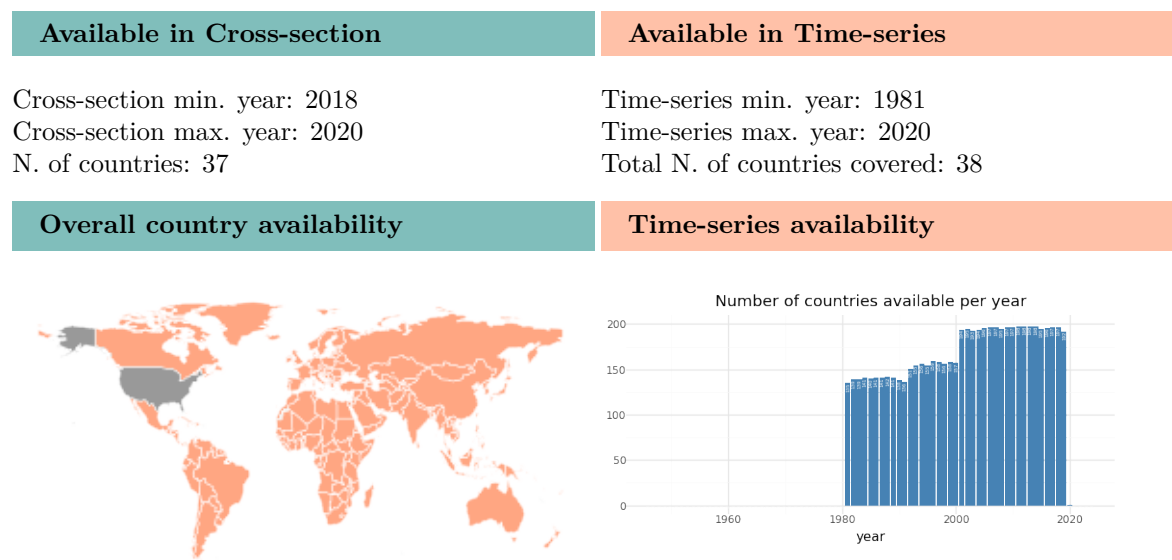 Available in Cross-section
Available in Time-series
Cross-section min. year: 2018
Cross-section max. year: 2020
N. of countries: 37
Time-series min. year: 1981
Time-series max. year: 2020
Total N. of countries covered: 38
Overall country availability
Time-series availability
Number of countries available per year
200
150
100
50
0
1960
1980
2000
2020
year